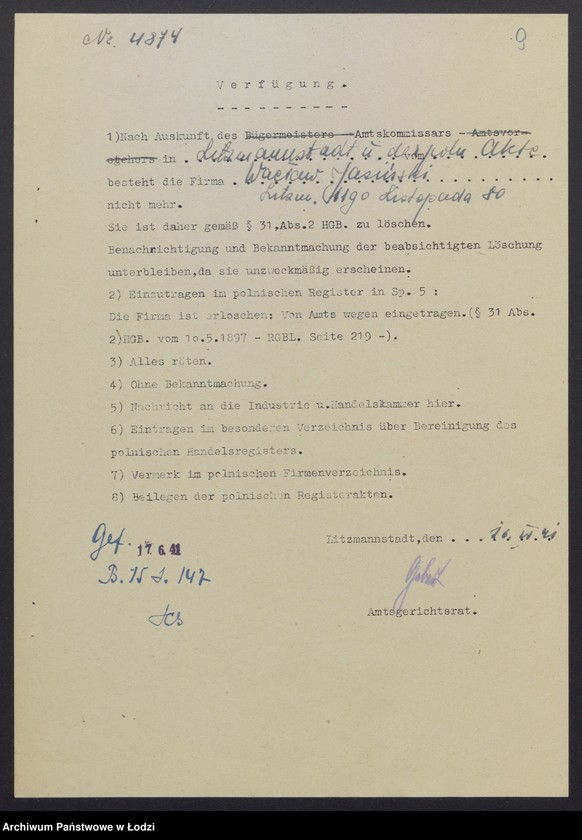 Nr. 4874
9
Verfügung.
1)Nach Auskunft des Bügermeisters Amtskommissars - Amtsvor-
stehers in . Litzmannstadt u. der poln. Akte.
besteht die Firma . Wacław Jasiński
nicht mehr. Litzm. 11go Listopada 80
Sie ist daher gemäß § 31,Abs.2 HGB. zu löschen.
Benachrichtigung und Bekanntmachung der beabsichtigten Löschung
unterbleiben,da sie unzweckmäßig erscheinen.
2) Einzutragen im polnischen Register in Sp. 5 :
Die Firma ist erloschen: Von Amts wegen eingetragen.(§ 31 Abs.
2)HGB. vom 1o.5.1897 - RGBL. Seite 219 -).
3) Alles röten.
4) Ohne Bekanntmachung.
5) Nachricht an die Industrie u.Handelskammer hier.
6) Eintragen im besonderen Verzeichnis über Bereinigung des
polnischen Handelsregisters.
7) Vermerk im polnischen Firmenverzeichnis.
8) Beilegen der polnischen Registerakten.
Litzmannstadt,den . . . 16. VI. 41
Gef. 17.6.41
B. 15 S. 147
Amtsgerichtsrat.
Archiwum Państwowe w Łodzi